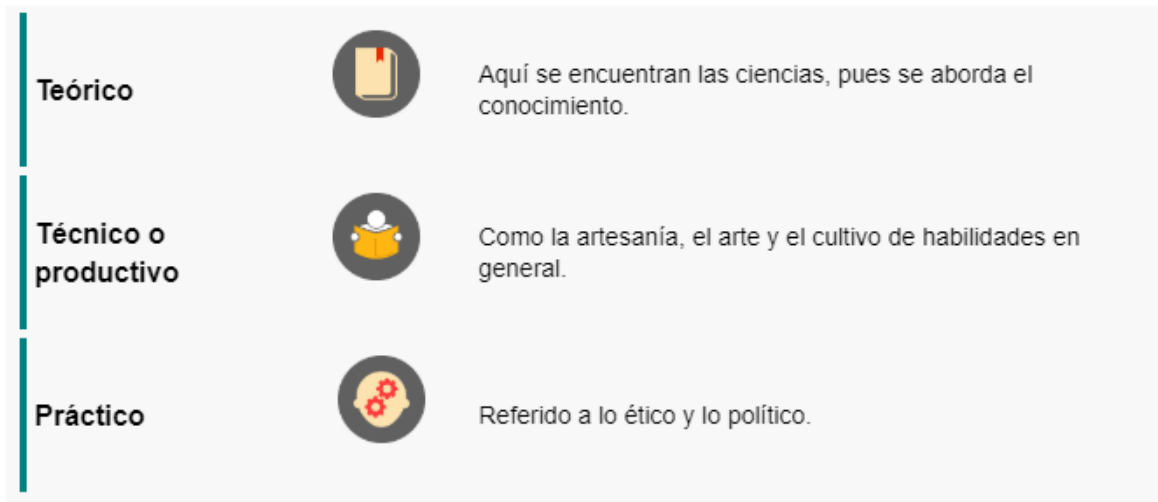 Teórico
Aquí se encuentran las ciencias, pues se aborda el
conocimiento.
Técnico o
productivo
Como la artesanía, el arte y el cultivo de habilidades en
general.
Práctico
Referido a lo ético y lo político.